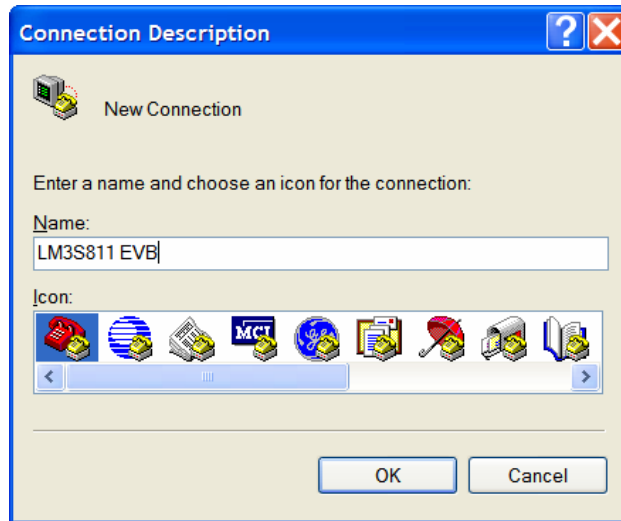 Connection Description
New Connection
Enter a name and choose an icon for the connection:
Name:
LM3S811 EVB
Icon:
MCI
OK
Cancel